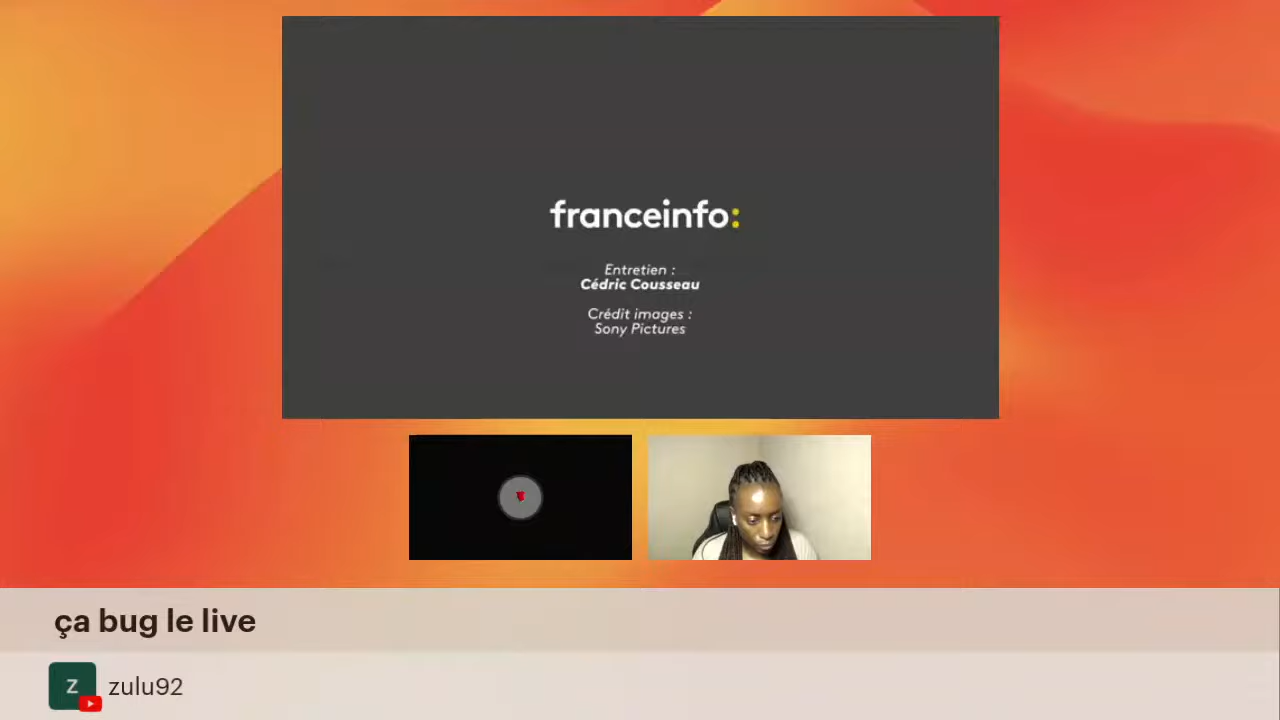 franceinfo:
Entretien :
Cédric Cousseau
Crédit images :
Sony Pictures
ça bug le live
Z
zulu92